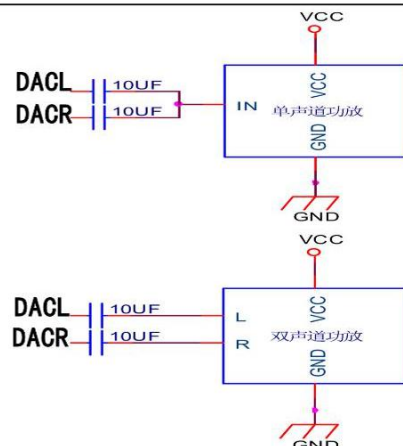 VCC
DACL 10UF
DACR 10UF
IN
VCC
单声道功放
GND
GND
VCC
DACL 10UF
DACR 10UF
L
R
VCC
双声道功放
GND
GND